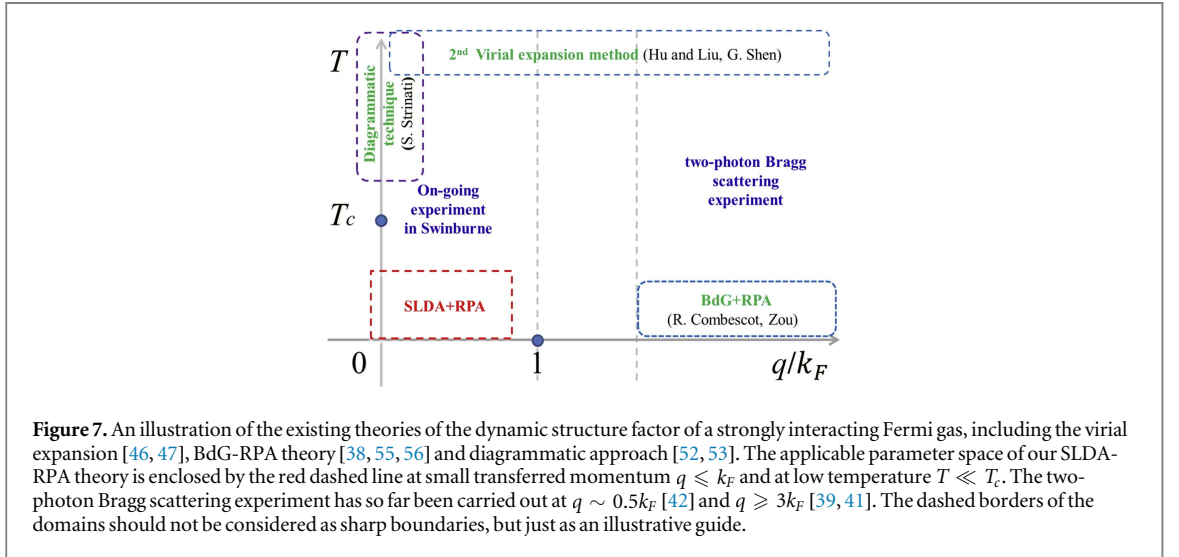 T
2nd Virial expansion method (Hu and Liu, G. Shen)
Diagrammatic
technique
(S. Strinati)
two-photon Bragg
scattering
experiment
On-going
experiment
in Swinburne
Tc
SLDA+RPA
BdG+RPA
(R. Combescot, Zou)
0
1
q/kF
Figure 7. An illustration of the existing theories of the dynamic structure factor of a strongly interacting Fermi gas, including the virial
expansion [46, 47], BdG-RPA theory [38, 55, 56] and diagrammatic approach [52, 53]. The applicable parameter space of our SLDA-
RPA theory is enclosed by the red dashed line at small transferred momentum q ⩽ kF and at low temperature T ≪ Tc. The two-
photon Bragg scattering experiment has so far been carried out at q ∼ 0.5kF [42] and q ⩾ 3kF [39, 41]. The dashed borders of the
domains should not be considered as sharp boundaries, but just as an illustrative guide.